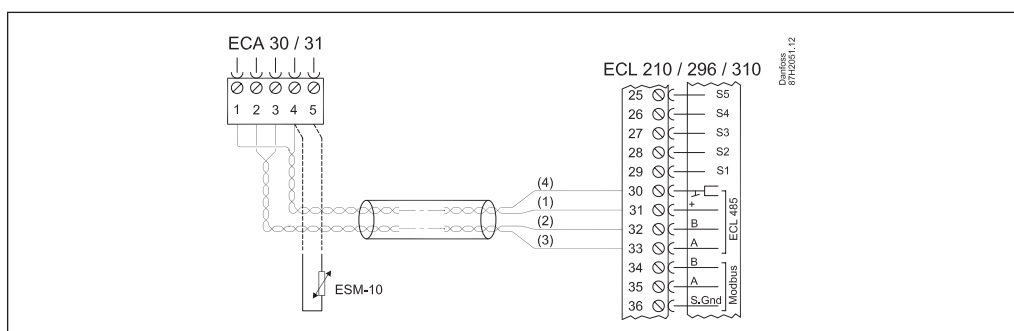 ECA 30 / 31
1 2 3 4 5
ECL 210 / 296 / 310
Danfoss
87H2051.12
25 S5
26 S4
27 S3
28 S2
29 S1
(4) 30
(1) 31 +
(2) 32 B
(3) 33 A
ECL 485
34 B
35 A
36 S.Gnd
Modbus
ESM-10